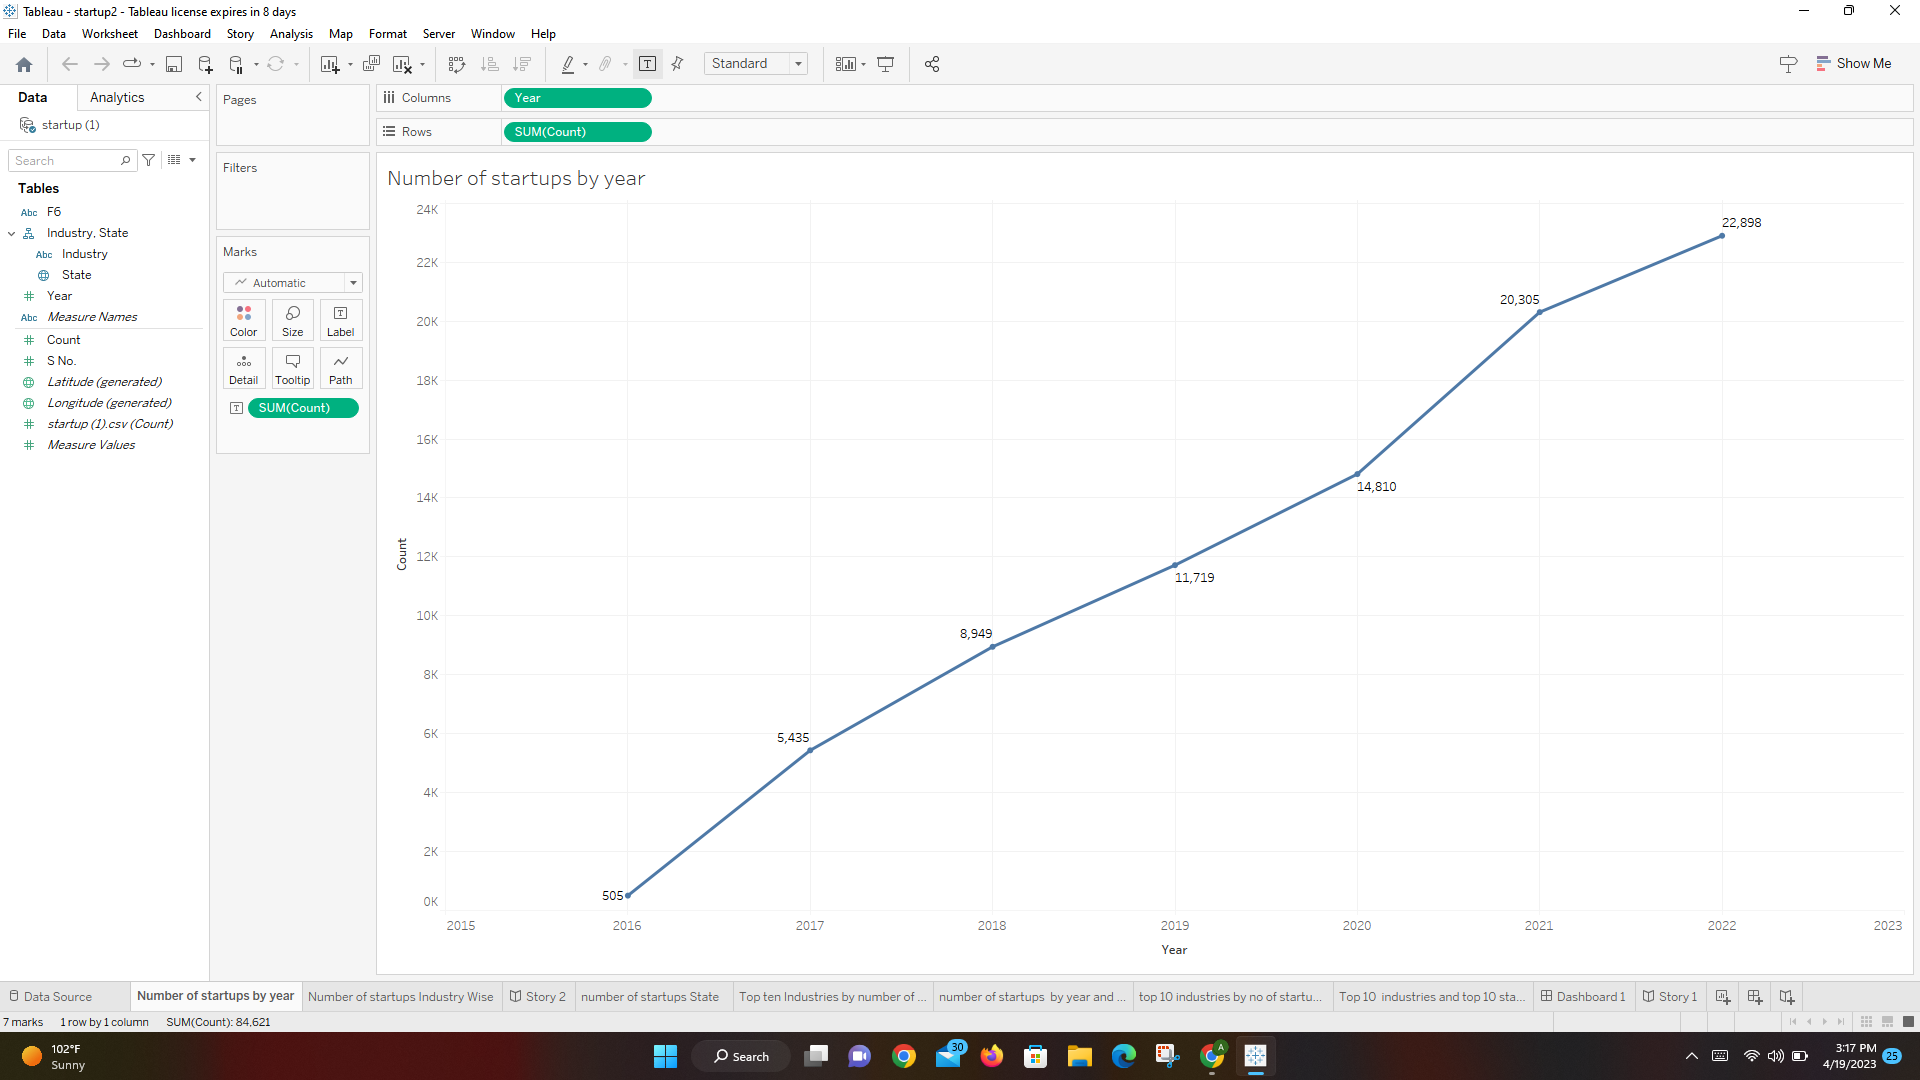 Tableau - startup2 - Tableau license expires in 8 days
File Data Worksheet Dashboard Story Analysis Map Format Server Window Help
Standard
Show Me
Data Analytics
startup (1)
Search
Tables
Abc F6
Industry, State
Abc Industry
State
Year
Abc Measure Names
Count
S No.
Latitude (generated)
Longitude (generated)
startup (1).csv (Count)
Measure Values
Pages
Filters
Marks
Automatic
Color Size Label
Detail Tooltip Path
SUM(Count)
Columns Year
Rows SUM(Count)
Number of startups by year
24K
22K
20K
18K
16K
14K
12K
10K
8K
6K
4K
2K
0K
Count
22,898
20,305
14,810
11,719
8,949
5,435
505
2015 2016 2017 2018 2019 2020 2021 2022 2023
Year
Data Source Number of startups by year Number of startups Industry Wise Story 2 number of startups State Top ten Industries by number of ... number of startups by year and ... top 10 industries by no of startu... Top 10 industries and top 10 sta... Dashboard 1 Story 1
7 marks 1 row by 1 column SUM(Count): 84,621
102°F
Sunny
Search
30
A
3:17 PM
4/19/2023
25